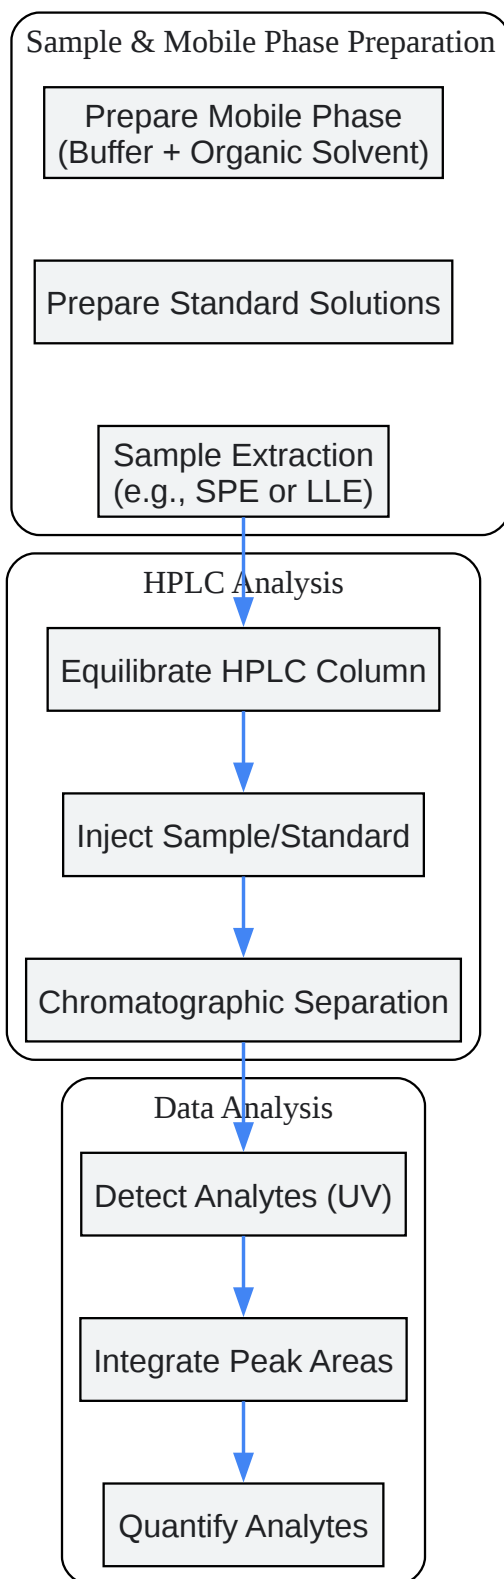 Sample & Mobile Phase Preparation
Prepare Mobile Phase
(Buffer + Organic Solvent)
Prepare Standard Solutions
Sample Extraction
(e.g., SPE or LLE)
HPLC Analysis
Equilibrate HPLC Column
Inject Sample/Standard
Chromatographic Separation
Data Analysis
Detect Analytes (UV)
Integrate Peak Areas
Quantify Analytes